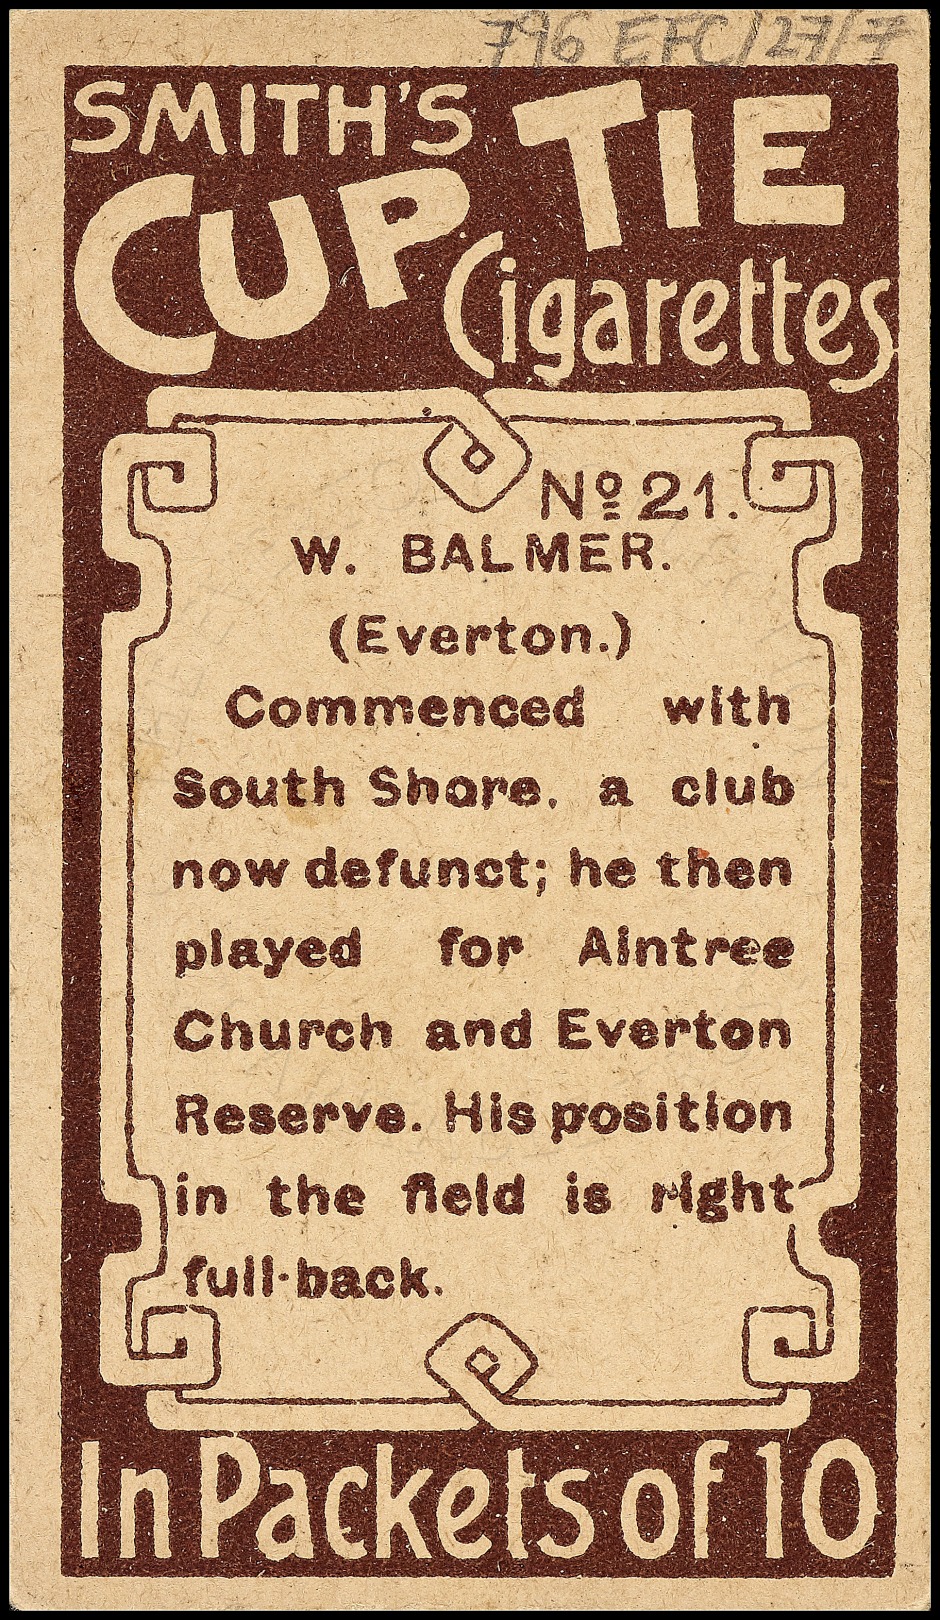 796 EFC/27/7
SMITH'S
CUP TIE
Cigarettes
Nº 21.
W. BALMER.
(Everton.)
Commenced with
South Shore. a club
now defunct; he then
played for Aintree
Church and Everton
Reserve. His position
in the field is right
full-back.
In Packets of 10